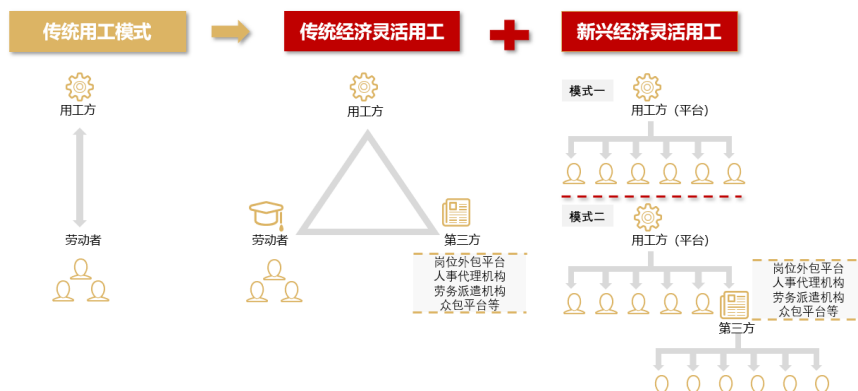 传统用工模式
传统经济灵活用工
新兴经济灵活用工
用工方
劳动者
用工方
劳动者
第三方
岗位外包平台
人事代理机构
劳务派遣机构
众包平台等
模式一
用工方（平台）
模式二
用工方（平台）
岗位外包平台
人事代理机构
劳务派遣机构
众包平台等
第三方